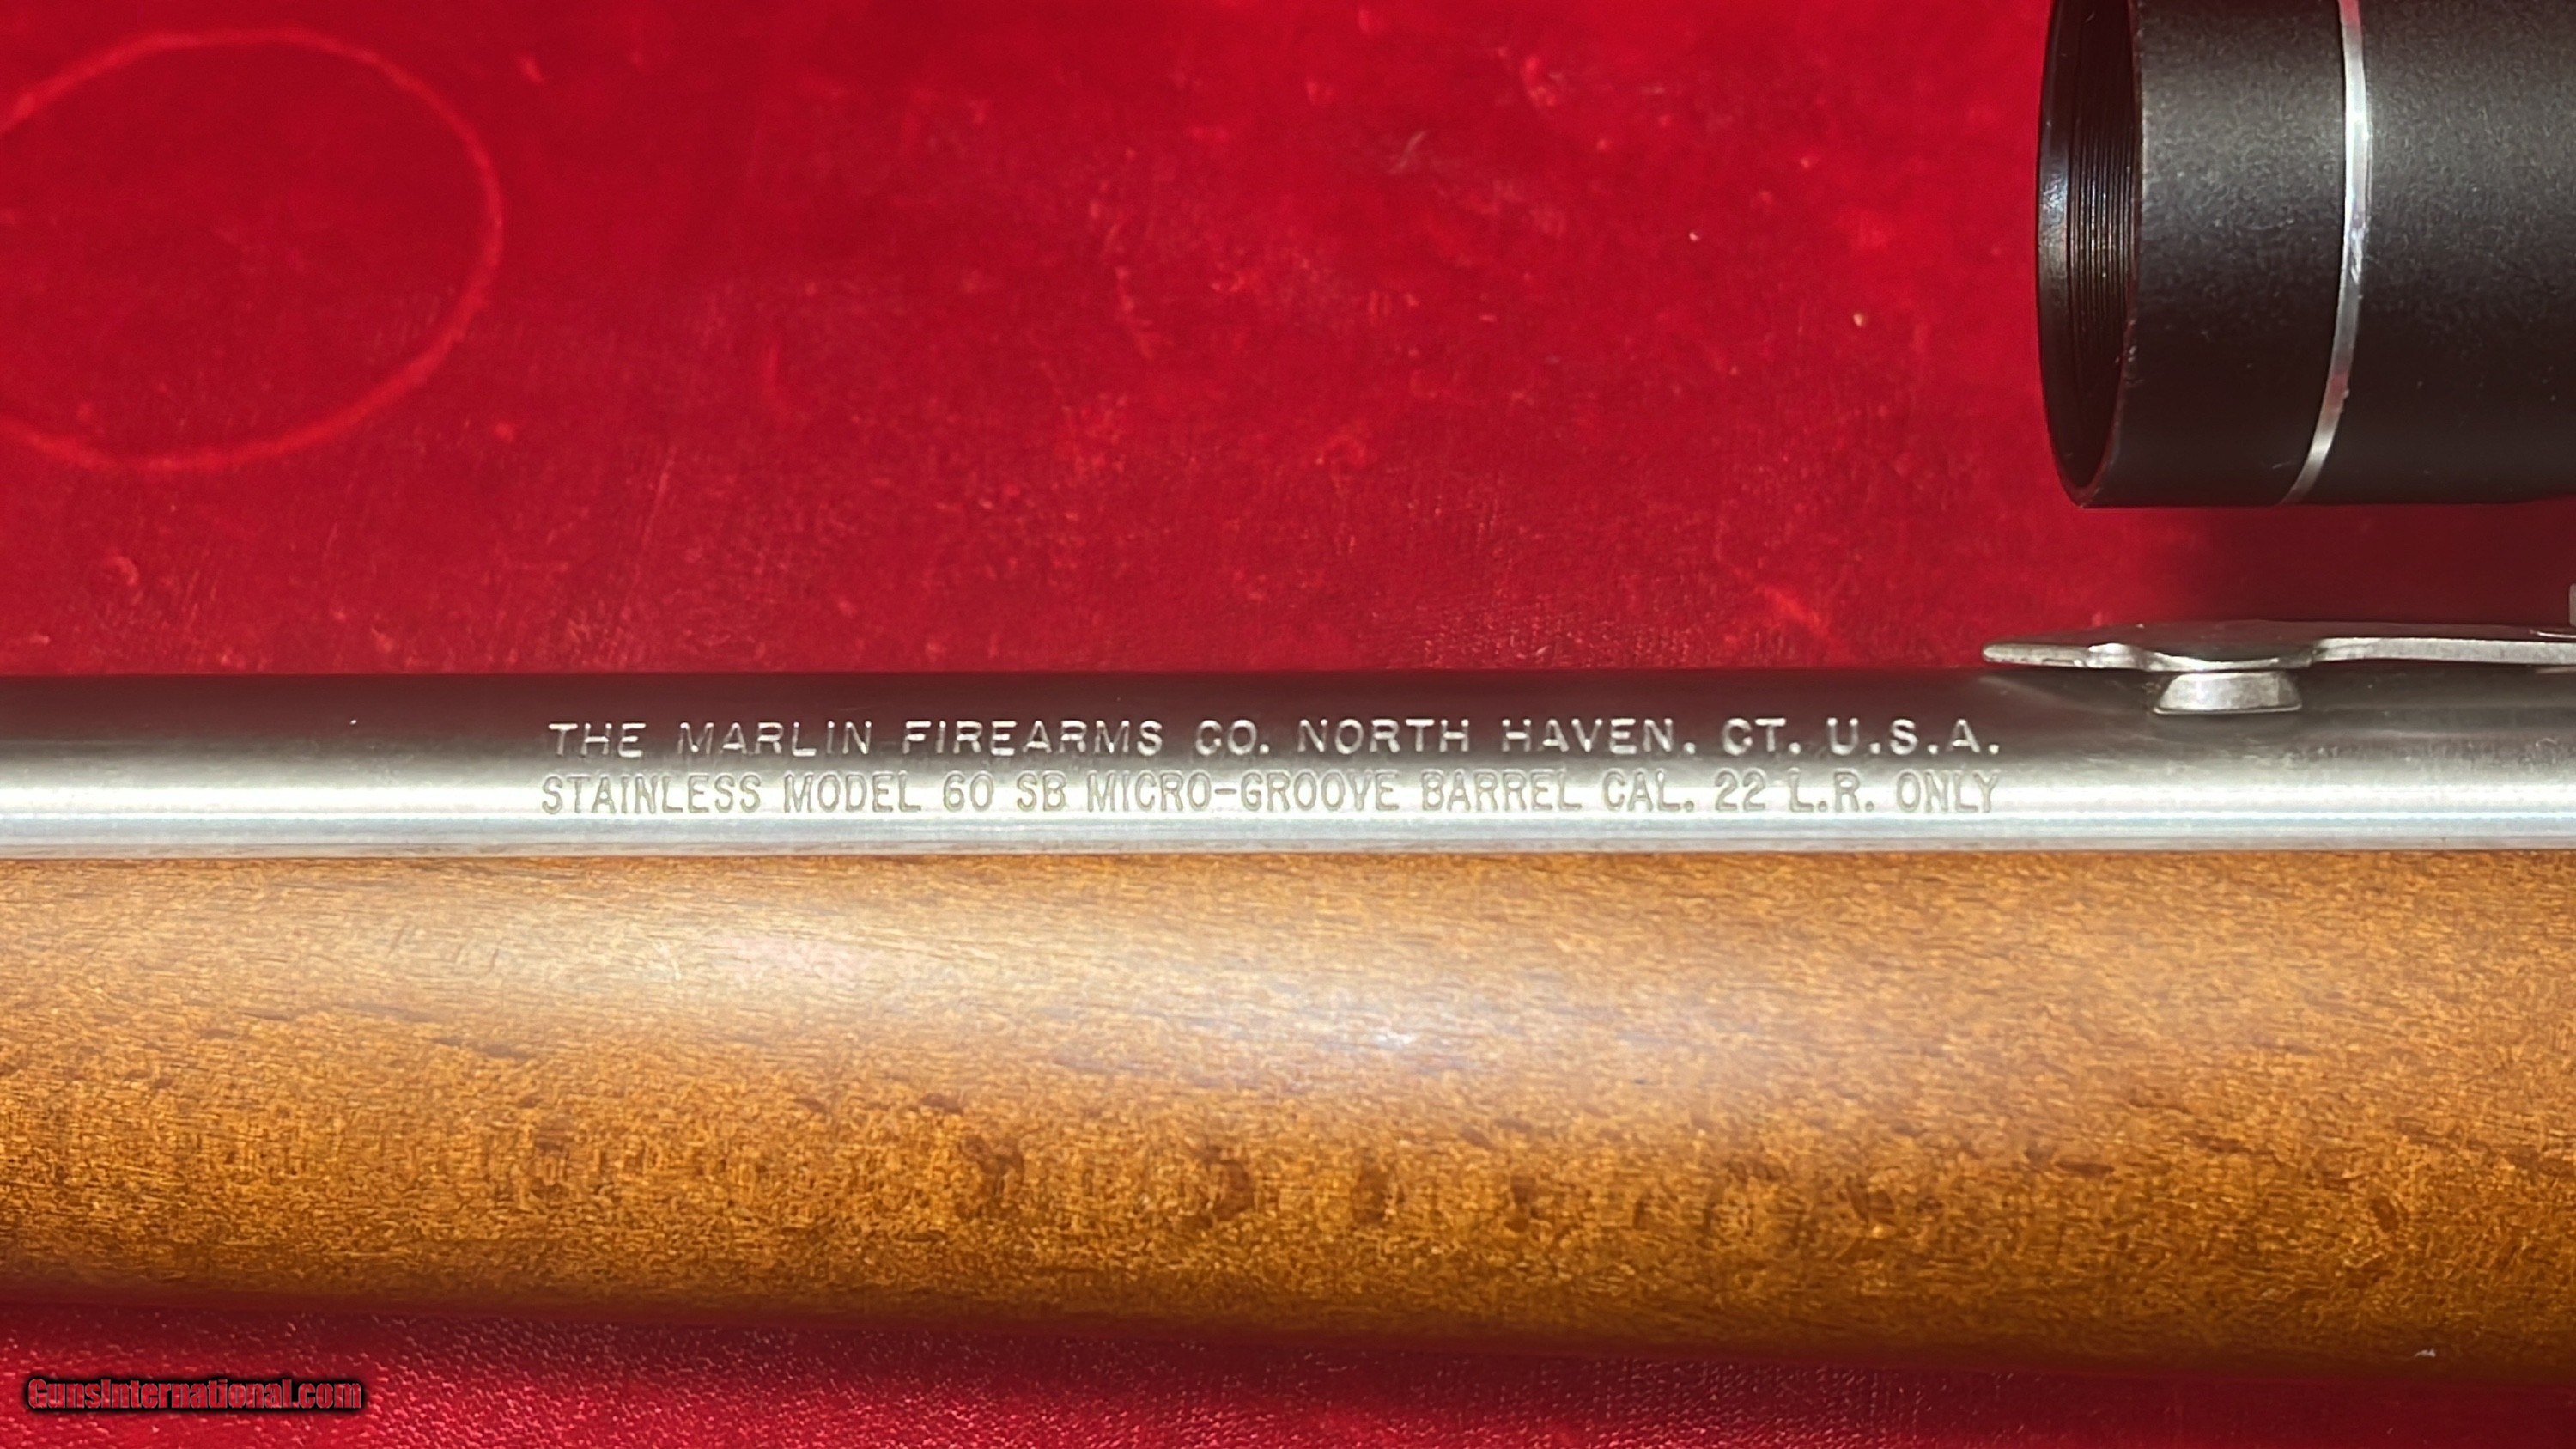 THE MARLIN FIREARMS CO. NORTH HAVEN, CT. U.S.A.
STAINLESS MODEL 60 SB MICRO-GROOVE BARREL CAL. 22 L.R. ONLY
GunsInternational.com